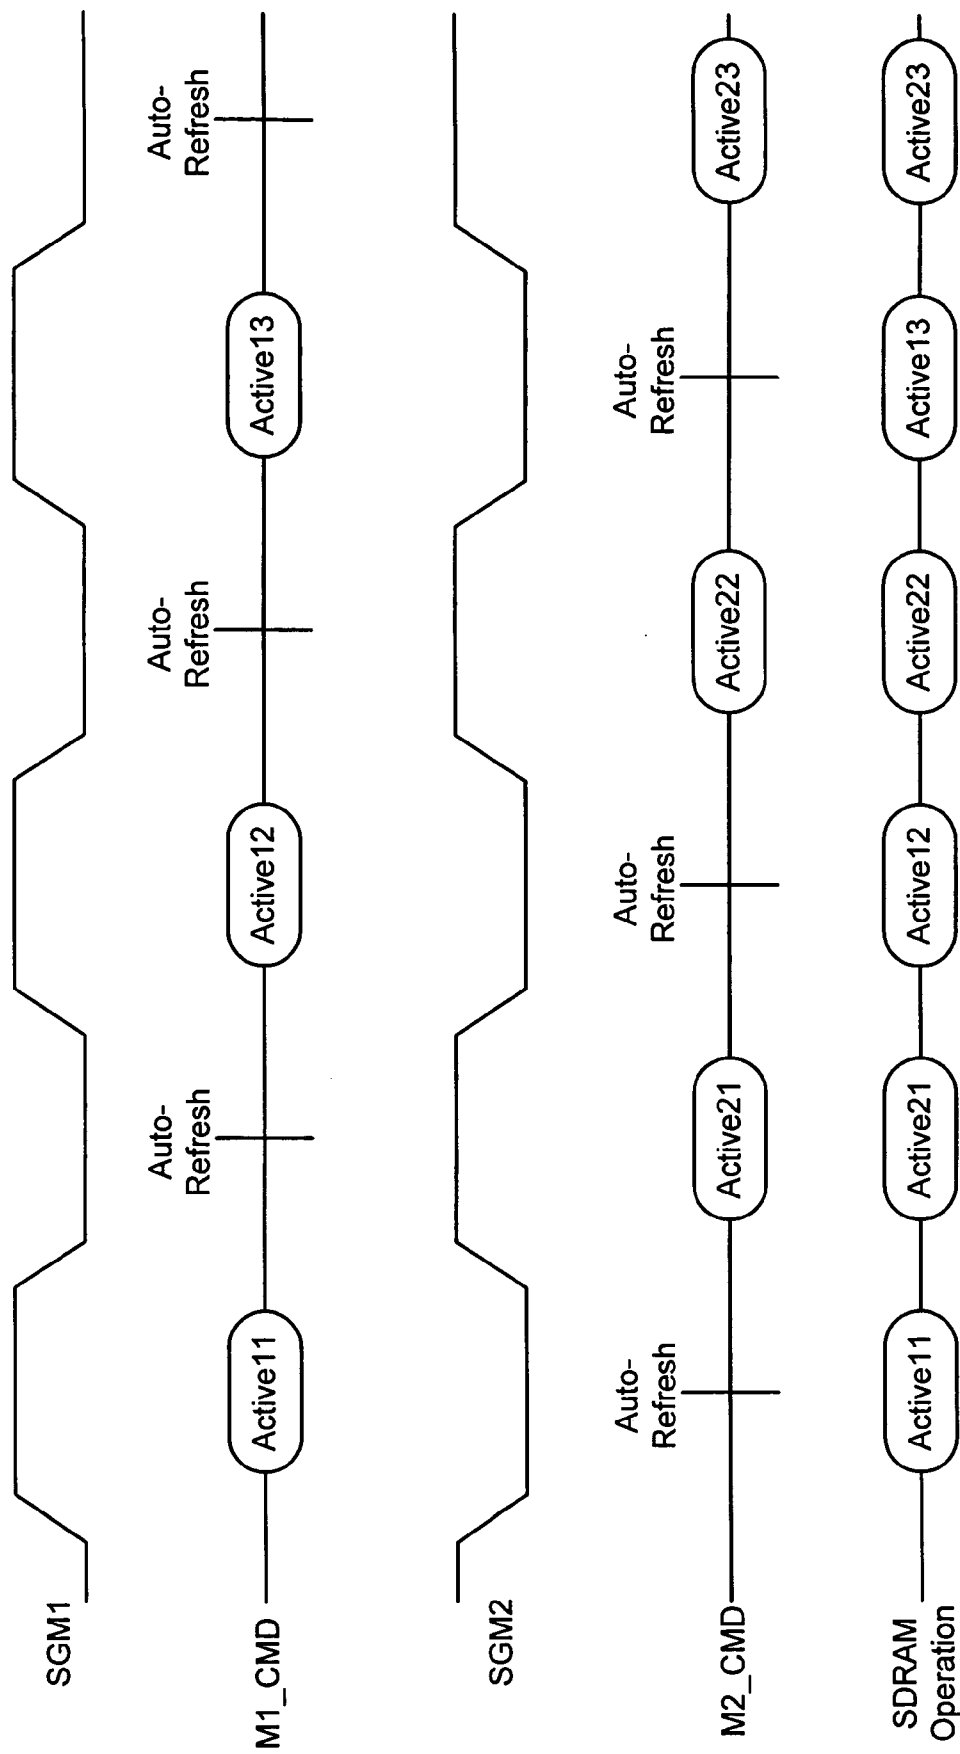 SGM1
M1_CMD
Active11
Auto-
Refresh
Active12
Auto-
Refresh
Active13
Auto-
Refresh
SGM2
M2_CMD
Auto-
Refresh
Active21
Auto-
Refresh
Active22
Auto-
Refresh
Active23
SDRAM
Operation
Active11
Active21
Active12
Active22
Active13
Active23